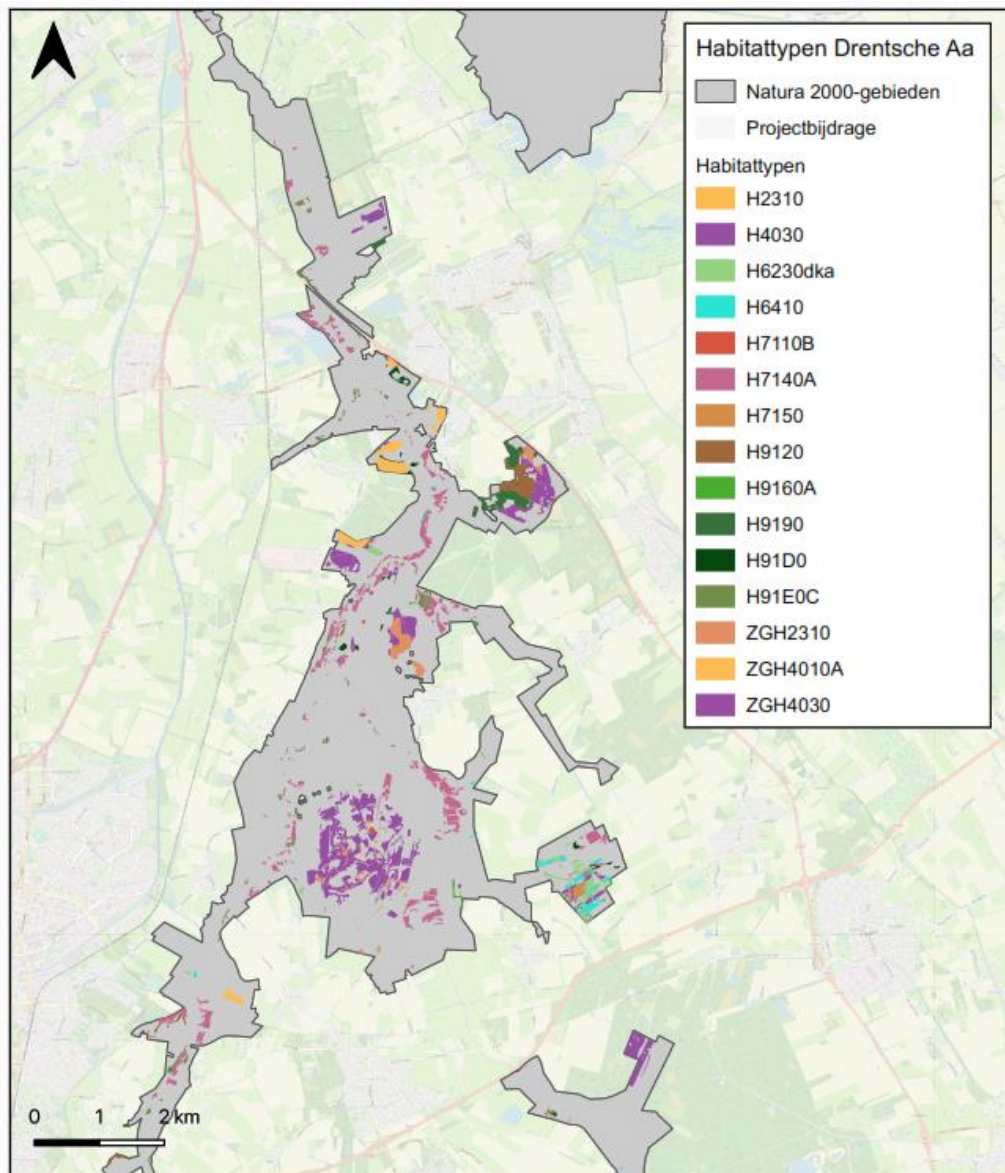 Habitattypen Drentsche Aa
Natura 2000-gebieden
Projectbijdrage
Habitattypen
H2310
H4030
H6230dka
H6410
H7110B
H7140A
H7150
H9120
H9160A
H9190
H91D0
H91E0C
ZGH2310
ZGH4010A
ZGH4030
0 1 2 km